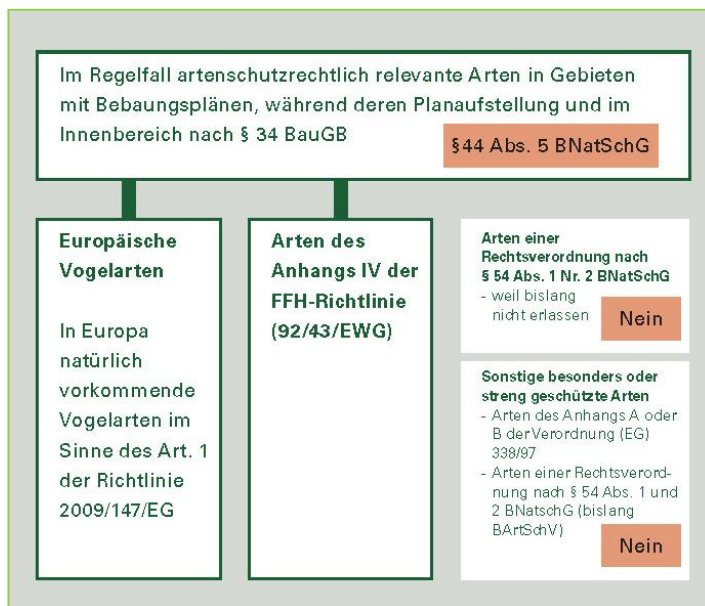 Im Regelfall artenschutzrechtlich relevante Arten in Gebieten
mit Bebaungsplänen, während deren Planaufstellung und im
Innenbereich nach § 34 BauGB
§44 Abs. 5 BNatSchG
Europäische
Vogelarten
In Europa
natürlich
vorkommende
Vogelarten im
Sinne des Art. 1
der Richtlinie
2009/147/EG
Arten des
Anhangs IV der
FFH-Richtlinie
(92/43/EWG)
Arten einer
Rechtsverordnung nach
§ 54 Abs. 1 Nr. 2 BNatSchG
- weil bislang
nicht erlassen
Nein
Sonstige besonders oder
streng geschützte Arten
- Arten des Anhangs A oder
B der Verordnung (EG)
338/97
- Arten einer Rechtsverord-
nung nach § 54 Abs. 1 und
2 BNatschG (bislang
BArtSchV)
Nein